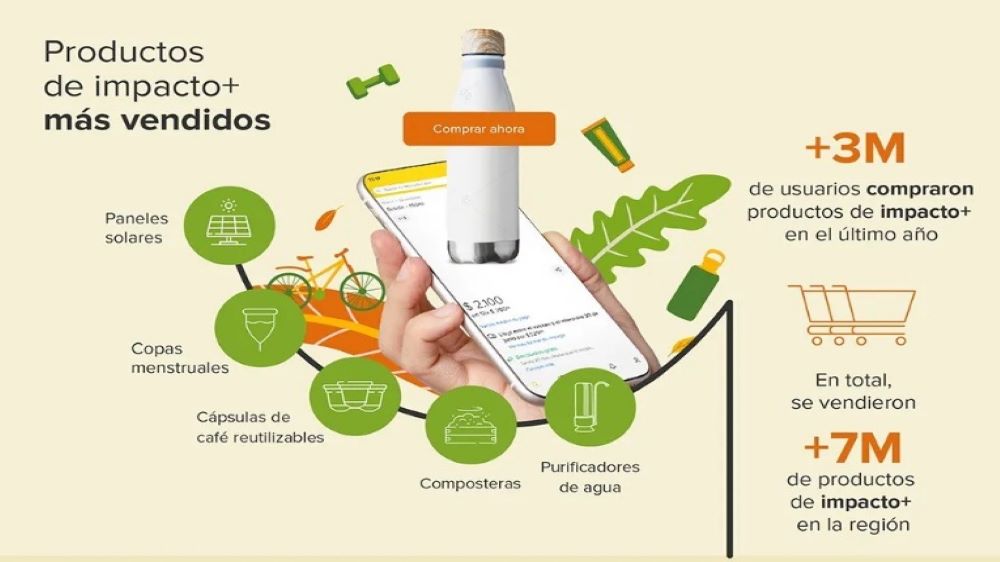 Productos
de impacto+
más vendidos
Comprar ahora
+3M
de usuarios compraron
productos de impacto+
en el último año
Paneles
solares
Copas
menstruales
Cápsulas de
café reutilizables
Composteras
Purificadores
de agua
$ 2.100
En total,
se vendieron
+7M
de productos
de impacto+
en la región